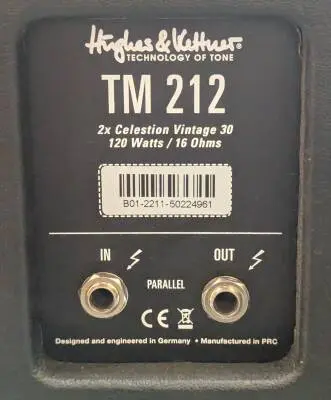 Hughes & Kettner®
TECHNOLOGY OF TONE
TM 212
2x Celestion Vintage 30
120 Watts / 16 Ohms
B01-2211-50224961
IN OUT
PARALLEL
CE
Designed and engineered in Germany • Manufactured in PRC